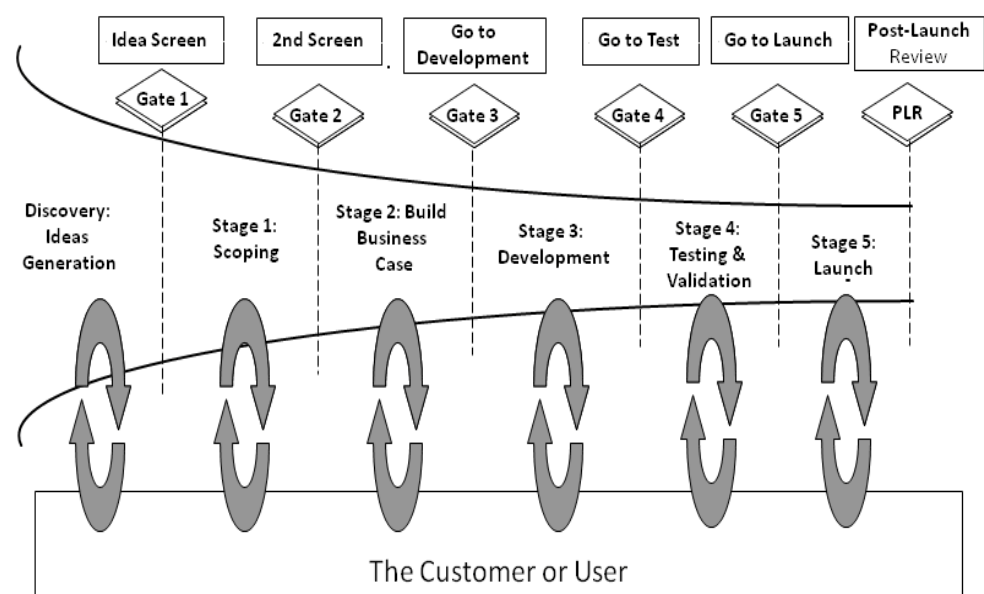 Idea Screen
2nd Screen
Go to
Development
Go to Test
Go to Launch
Post-Launch
Review
Gate 1
Gate 2
Gate 3
Gate 4
Gate 5
PLR
Discovery:
Ideas
Generation
Stage 1:
Scoping
Stage 2: Build
Business
Case
Stage 3:
Development
Stage 4:
Testing &
Validation
Stage 5:
Launch
The Customer or User